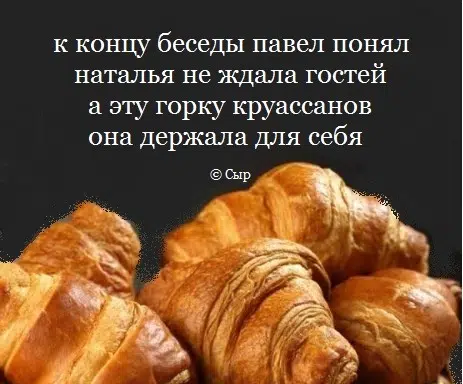 к концу беседы павел понял
наталья не ждала гостей
а эту горку круассанов
она держала для себя
© Сыр